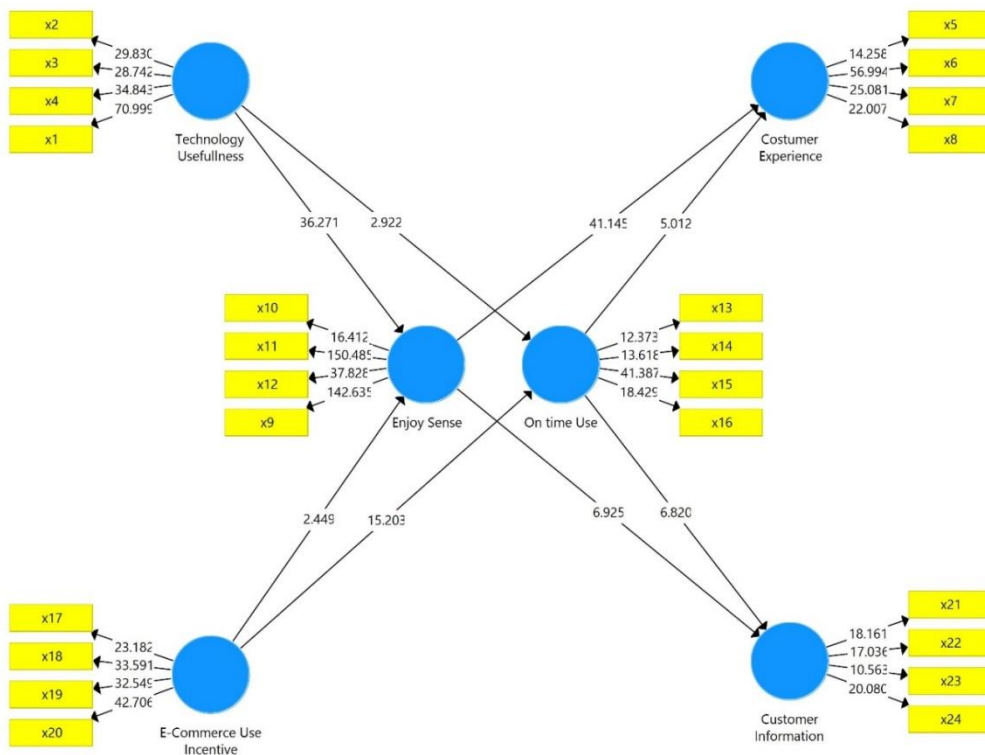 x2
x3
x4
x1
29.830
28.742
34.843
70.999
Technology
Usefullness
x5
x6
x7
x8
14.258
56.994
25.081
22.007
Costumer
Experience
36.271
2.922
41.145
5.012
x10
x11
x12
x9
16.412
150.485
37.828
142.635
Enjoy Sense
On time Use
x13
x14
x15
x16
12.373
13.618
41.387
18.429
2.449
15.203
6.925
6.820
x17
x18
x19
x20
23.182
33.591
32.549
42.706
E-Commerce Use
Incentive
x21
x22
x23
x24
18.161
17.036
10.563
20.080
Customer
Information